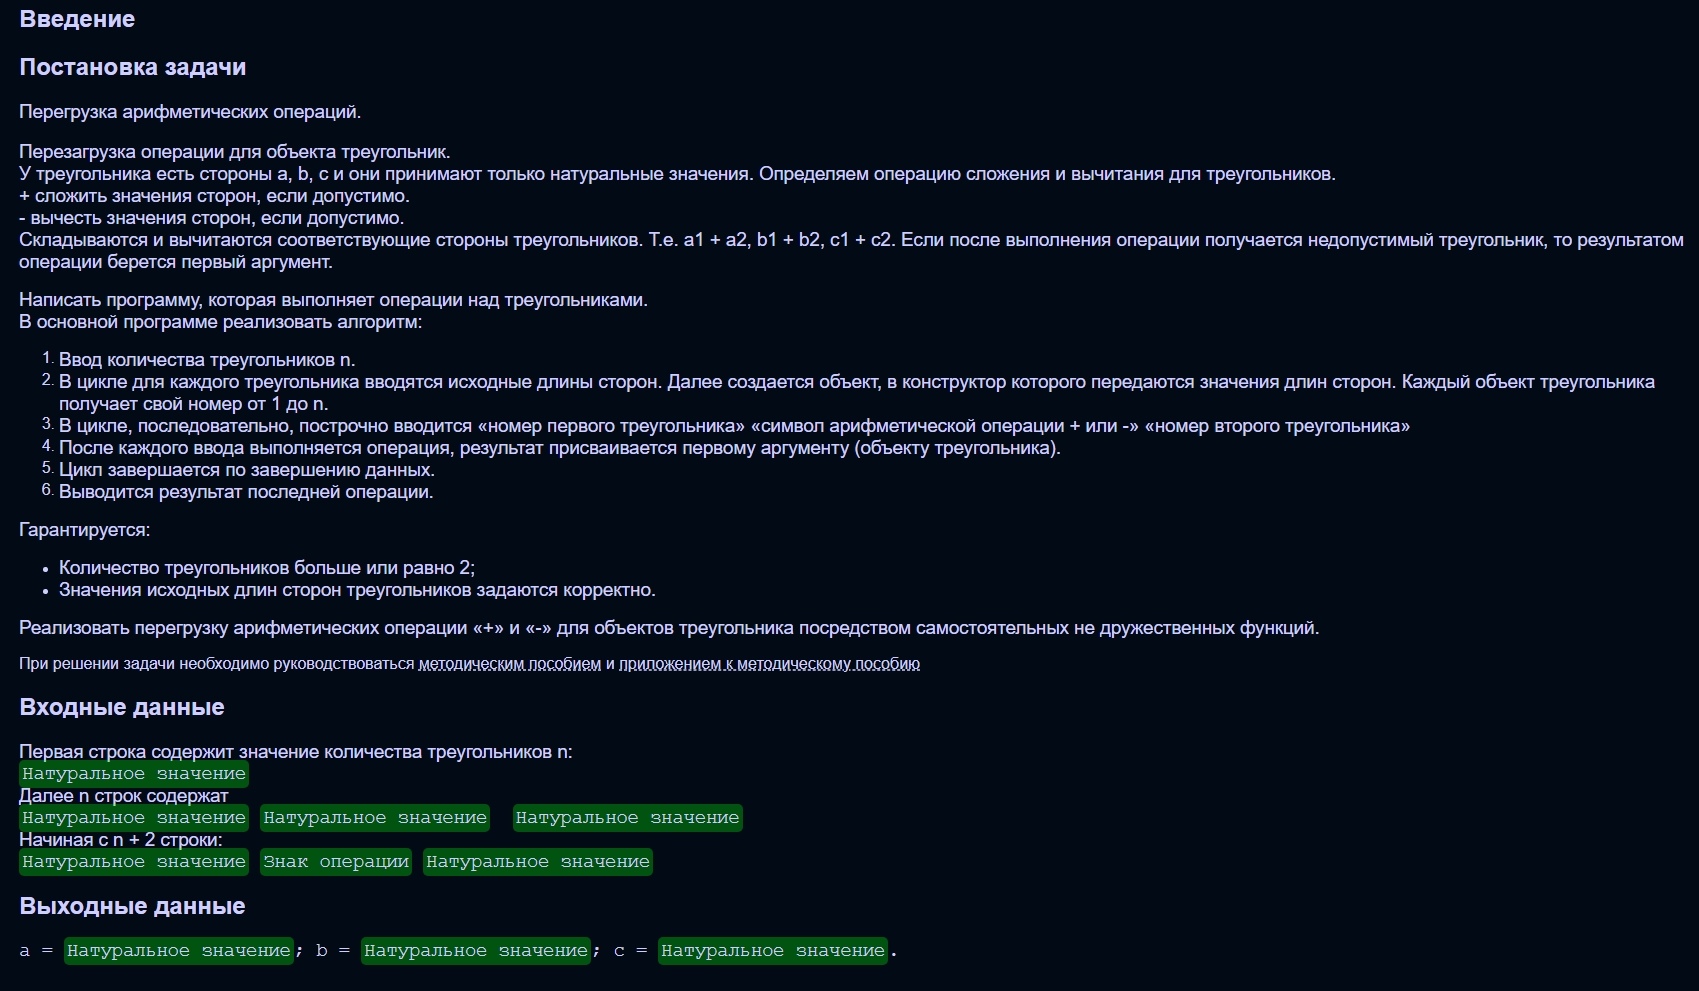 Введение
Постановка задачи
Перегрузка арифметических операций.
Перезагрузка операции для объекта треугольник.
У треугольника есть стороны a, b, c и они принимают только натуральные значения. Определяем операцию сложения и вычитания для треугольников.
+ сложить значения сторон, если допустимо.
- вычесть значения сторон, если допустимо.
Складываются и вычитаются соответствующие стороны треугольников. Т.е. a1 + a2, b1 + b2, c1 + c2. Если после выполнения операции получается недопустимый треугольник, то результатом
операции берется первый аргумент.
Написать программу, которая выполняет операции над треугольниками.
В основной программе реализовать алгоритм:
1. Ввод количества треугольников n.
2. В цикле для каждого треугольника вводятся исходные длины сторон. Далее создается объект, в конструктор которого передаются значения длин сторон. Каждый объект треугольника
получает свой номер от 1 до n.
3. В цикле, последовательно, построчно вводится «номер первого треугольника» «символ арифметической операции + или -» «номер второго треугольника»
4. После каждого ввода выполняется операция, результат присваивается первому аргументу (объекту треугольника).
5. Цикл завершается по завершению данных.
6. Выводится результат последней операции.
Гарантируется:
• Количество треугольников больше или равно 2;
• Значения исходных длин сторон треугольников задаются корректно.
Реализовать перегрузку арифметических операции «+» и «-» для объектов треугольника посредством самостоятельных не дружественных функций.
При решении задачи необходимо руководствоваться методическим пособием и приложением к методическому пособию
Входные данные
Первая строка содержит значение количества треугольников n:
Натуральное значение
Далее n строк содержат
Натуральное значение Натуральное значение Натуральное значение
Начиная с n + 2 строки:
Натуральное значение Знак операции Натуральное значение
Выходные данные
a = Натуральное значение; b = Натуральное значение; c = Натуральное значение.